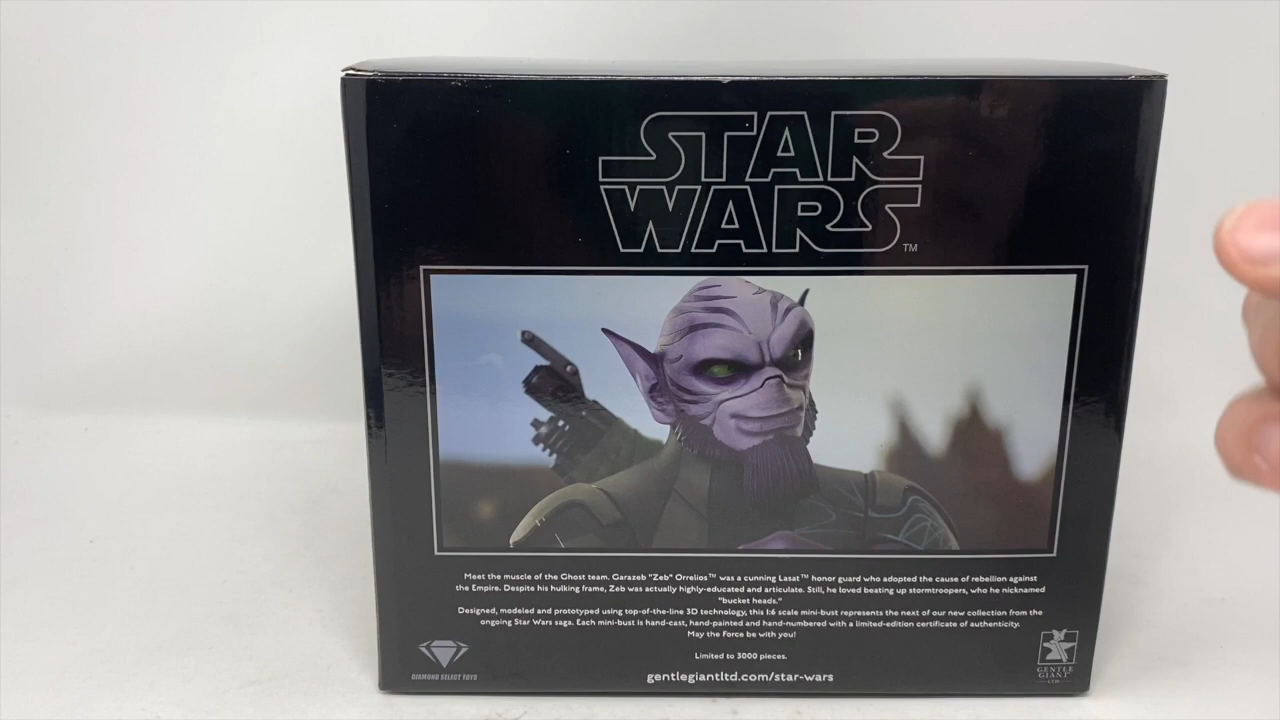 STAR
WARS
TM
Meet the muscle of the Ghost team. Garazeb "Zeb" Orrelios™ was a cunning Lasat™ honor guard who adopted the cause of rebellion against
the Empire. Despite his hulking frame, Zeb was actually highly-educated and articulate. Still, he loved beating up stormtroopers, who he nicknamed
"bucket heads."
Designed, modeled and prototyped using top-of-the-line 3D technology, this 1:6 scale mini-bust represents the next of our new collection from the
ongoing Star Wars saga. Each mini-bust is hand-cast, hand-painted and hand-numbered with a limited-edition certificate of authenticity.
May the Force be with you!
Limited to 3000 pieces.
gentlegiantltd.com/star-wars
DIAMOND SELECT TOYS
GENTLE
GIANT
LTD